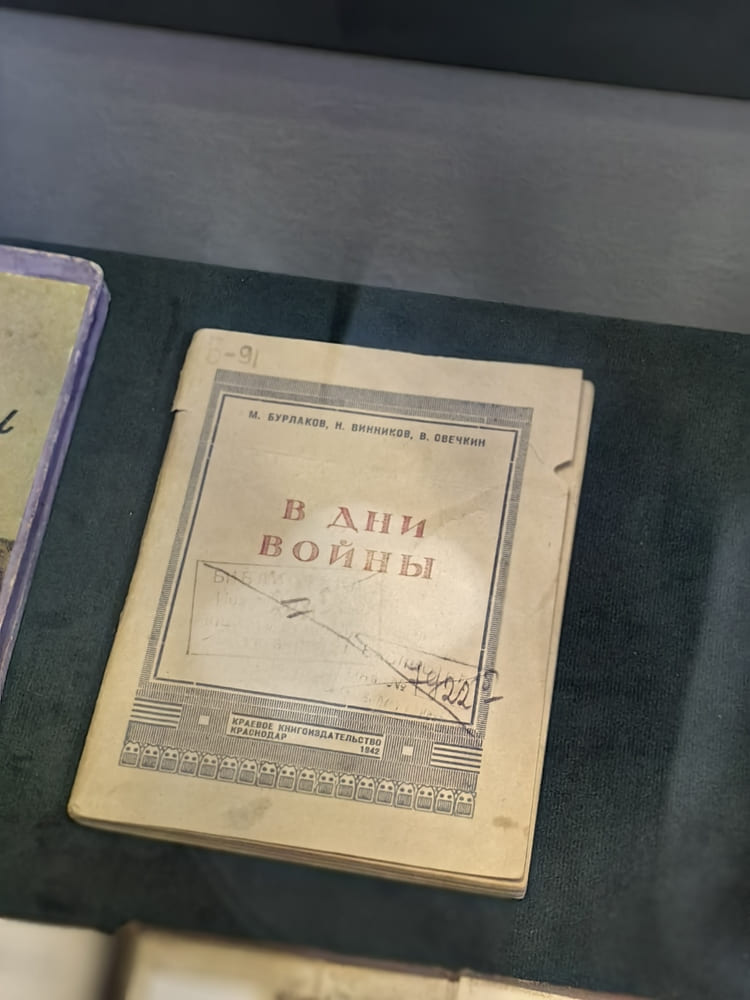 -91
М. БУРЛАКОВ, Н. ВИННИКОВ, В. ОВЕЧКИН
В ДНИ
ВОЙНЫ
КРАЕВОЕ КНИГОИЗДАТЕЛЬСТВО
КРАСНОДАР
1942